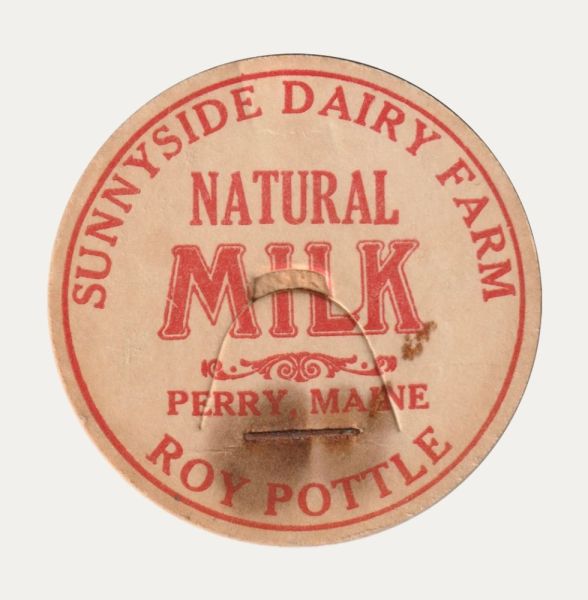 SUNNYSIDE DAIRY FARM
NATURAL
MILK
PERRY, MAINE
ROY POTTLE